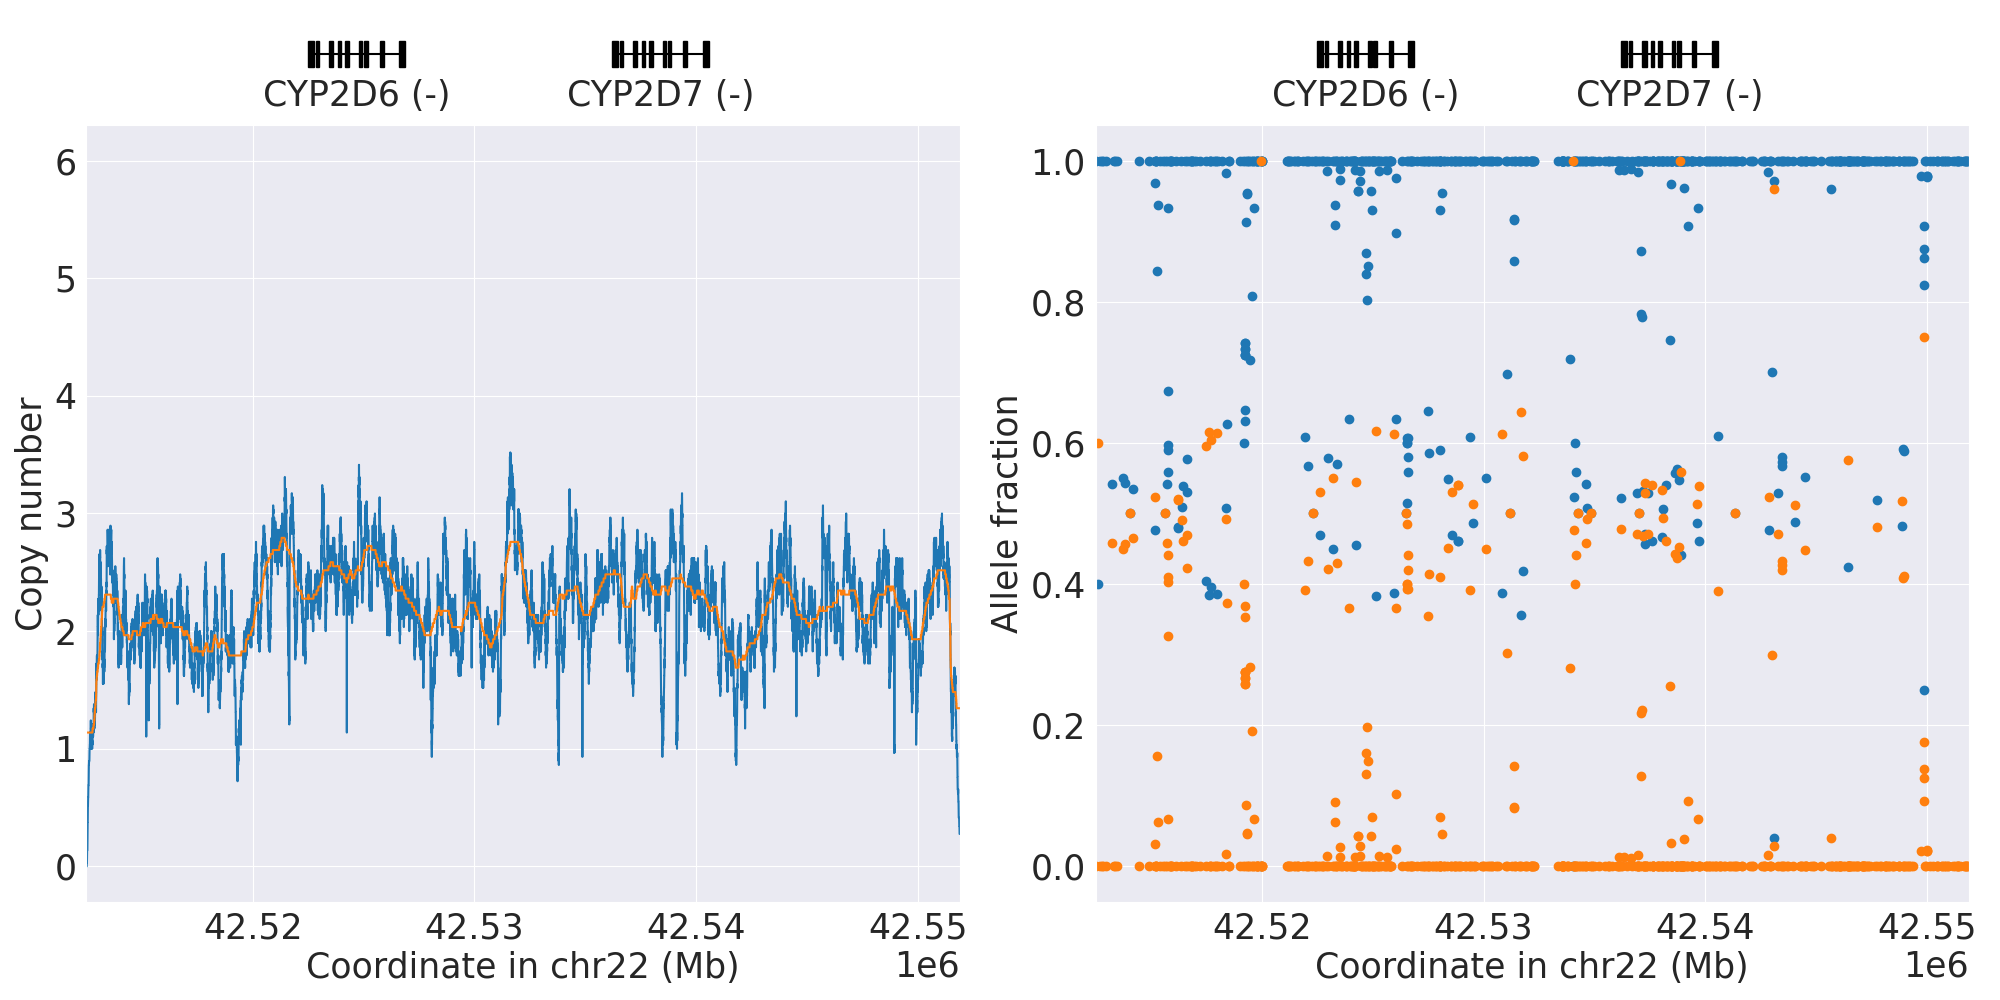 CYP2D6 (-) CYP2D7 (-)
6
5
4
3
2
1
0
Copy number
42.52 42.53 42.54 42.55
Coordinate in chr22 (Mb) 1e6
CYP2D6 (-) CYP2D7 (-)
1.0
0.8
0.6
0.4
0.2
0.0
Allele fraction
42.52 42.53 42.54 42.55
Coordinate in chr22 (Mb) 1e6